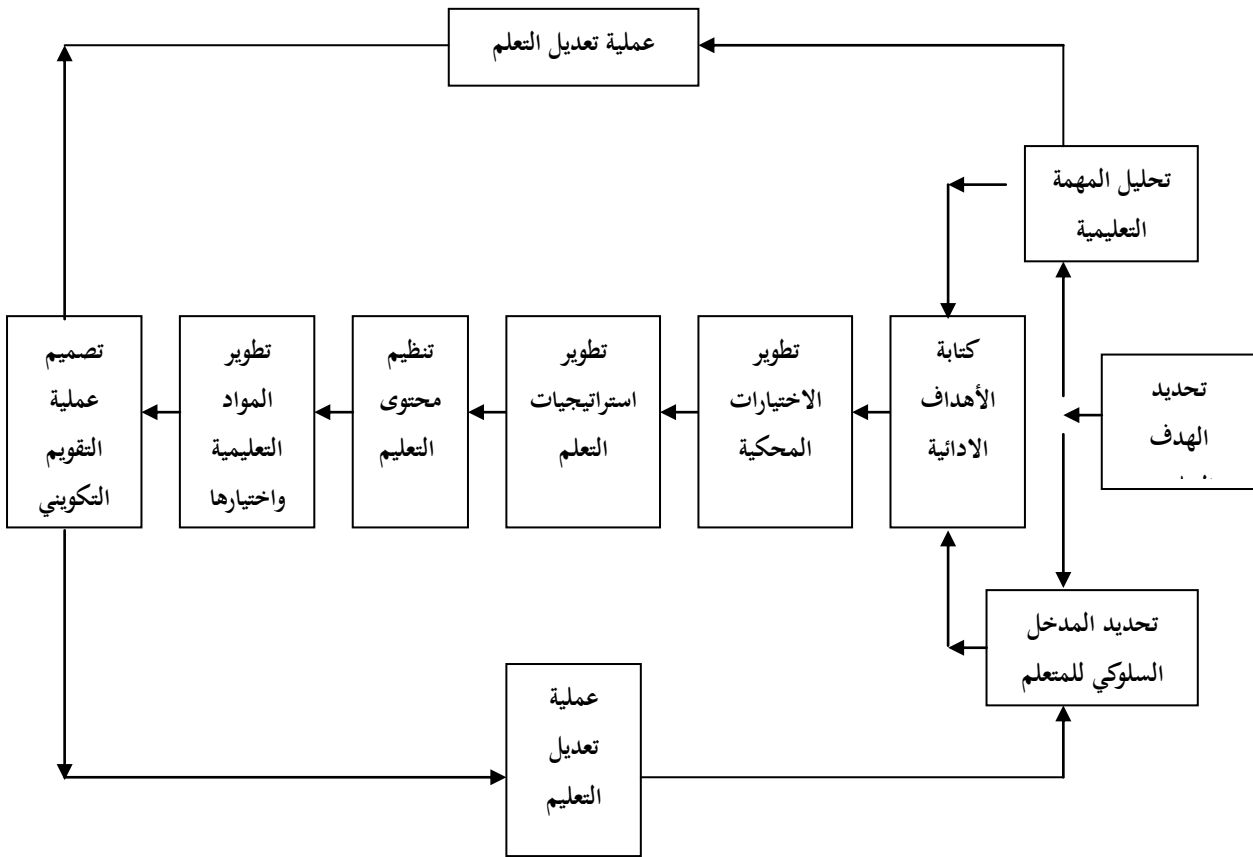 عملية تعديل التعلم
تحليل المهمة
التعليمية
تحديد
الهدف
كتابة
الأهداف
الادائية
تطوير
الاختيارات
المحكية
تطوير
استراتيجيات
التعلم
تنظيم
محتوى
التعليم
تطوير
المواد
التعليمية
واختيارها
تصميم
عملية
التقويم
التكويني
تحديد المدخل
السلوكي للمتعلم
عملية
تعديل
التعليم